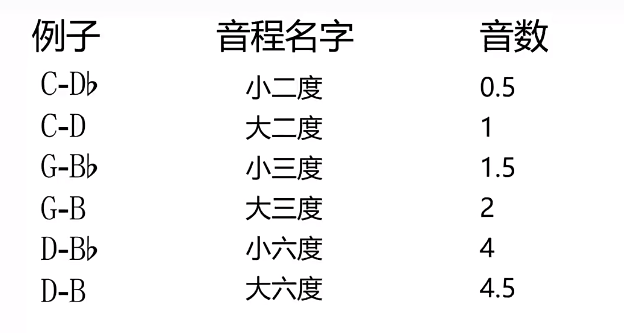 例子 音程名字 音数
C-D♭ 小二度 0.5
C-D 大二度 1
G-B♭ 小三度 1.5
G-B 大三度 2
D-B♭ 小六度 4
D-B 大六度 4.5